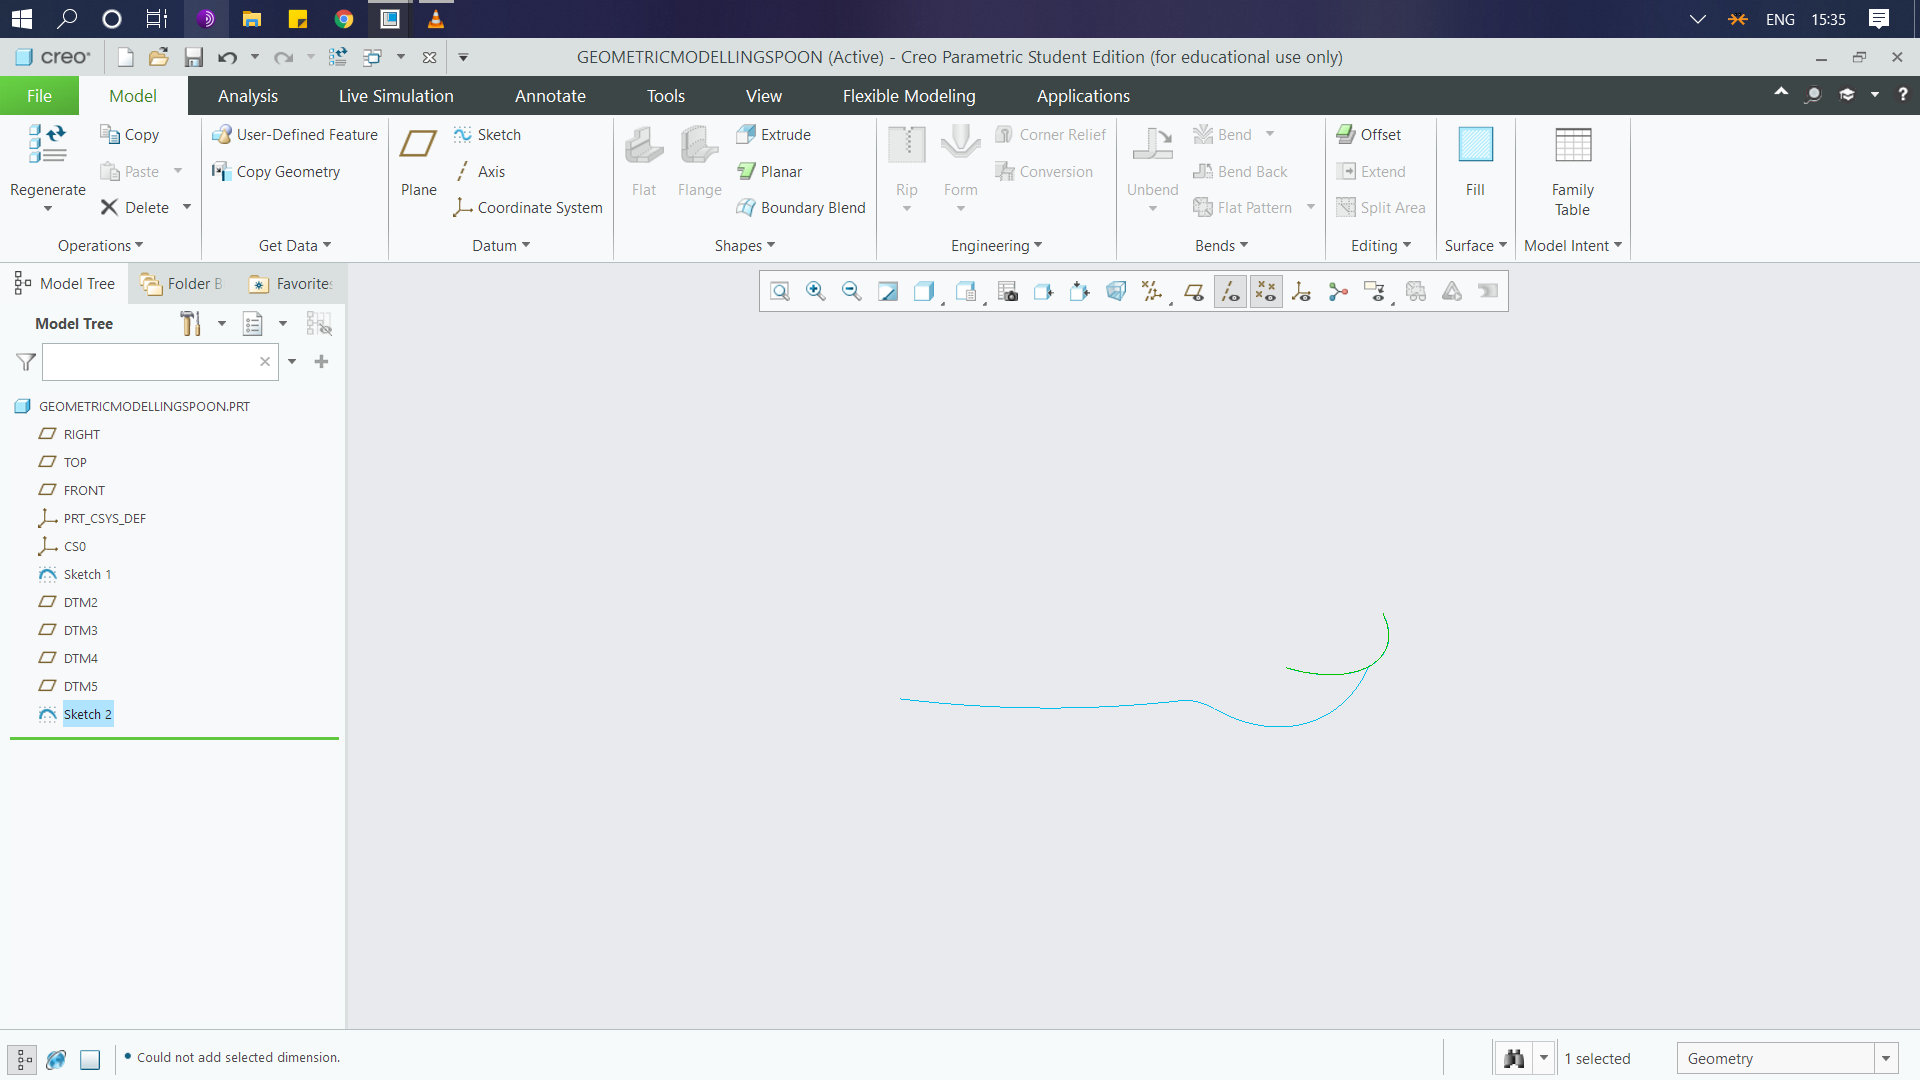 ENG 15:35
creo
GEOMETRICMODELLINGSPOON (Active) - Creo Parametric Student Edition (for educational use only)
File Model Analysis Live Simulation Annotate Tools View Flexible Modeling Applications
Copy User-Defined Feature Sketch Extrude Corner Relief Bend Offset
Paste Copy Geometry Axis Planar Conversion Bend Back Extend
Regenerate Plane Flat Flange Rip Form Unbend Fill Family
Delete Coordinate System Boundary Blend Flat Pattern Split Area Table
Operations Get Data Datum Shapes Engineering Bends Editing Surface Model Intent
Model Tree Folder B Favorites
Model Tree
GEOMETRICMODELLINGSPOON.PRT
RIGHT
TOP
FRONT
PRT_CSYS_DEF
CS0
Sketch 1
DTM2
DTM3
DTM4
DTM5
Sketch 2
Could not add selected dimension.
1 selected
Geometry